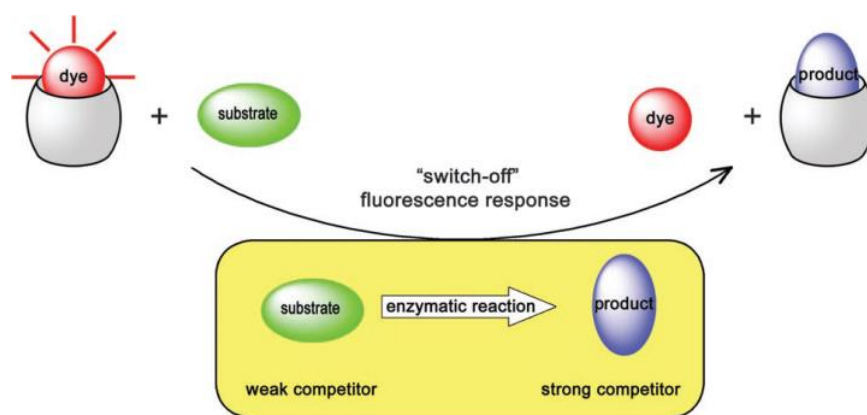 dye
+
substrate
dye
+
product
"switch-off"
fluorescence response
substrate
enzymatic reaction
product
weak competitor
strong competitor